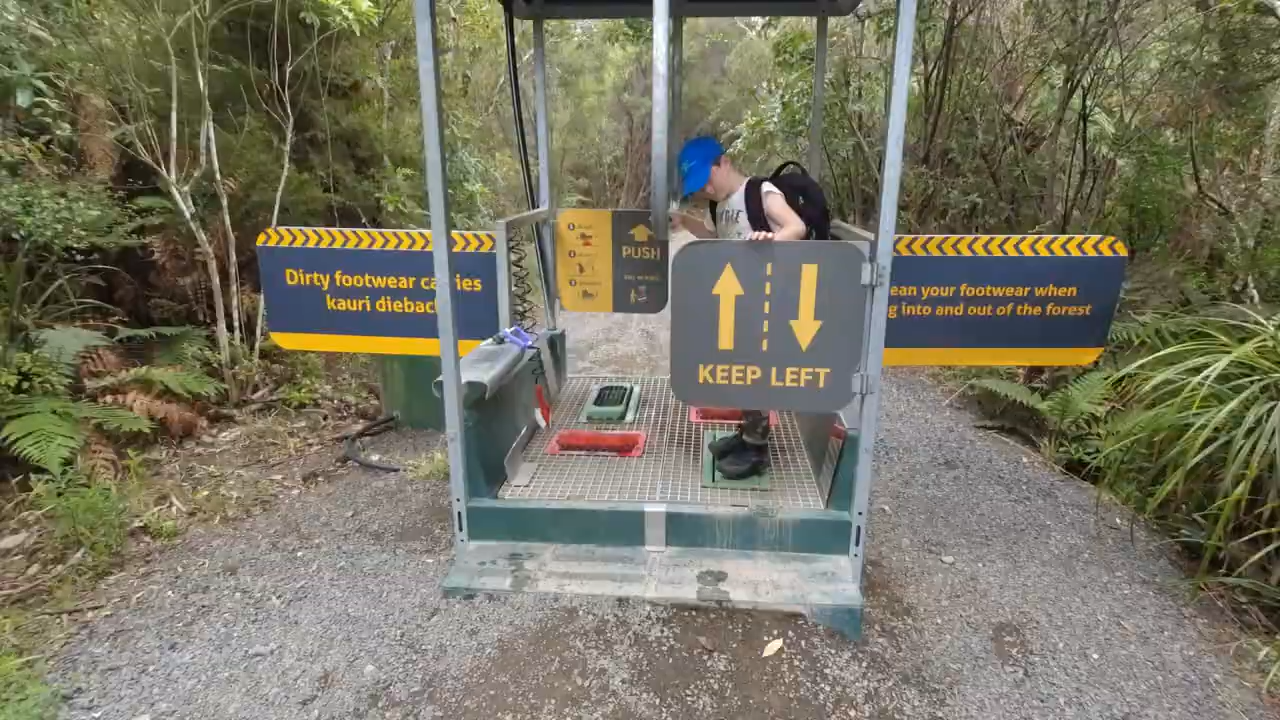 Dirty footwear ca ies
kauri dieback
PUSH
KEEP LEFT
ean your footwear when
g into and out of the forest